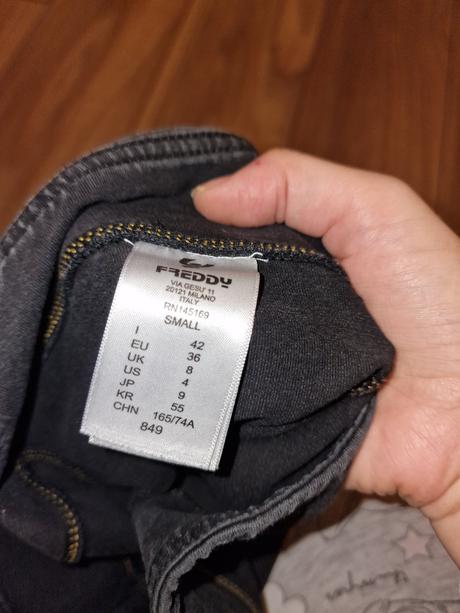 FREDDY
VIA GESU' 11
20121 MILANO
ITALY
RN145169
SMALL
I 42
EU 36
UK 8
US 4
JP 9
KR 55
CHN 165/74A
849